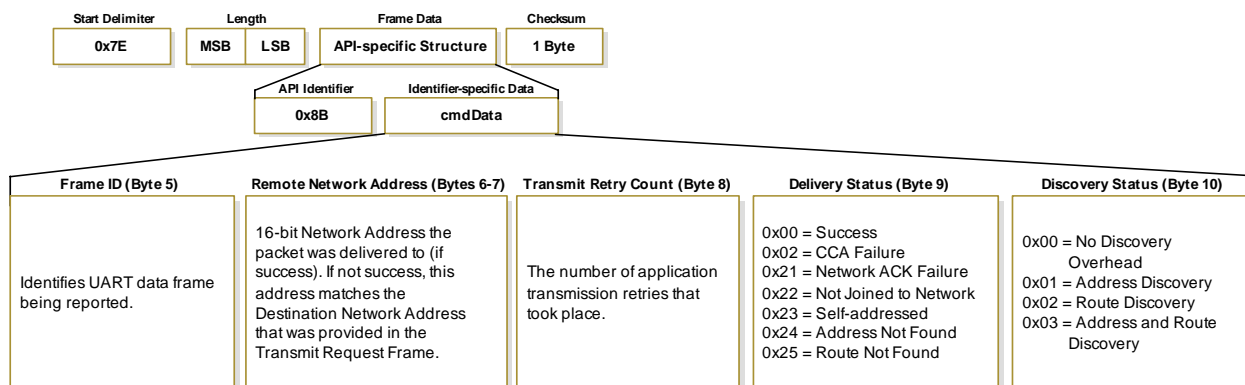 Start Delimiter
Length
Frame Data
Checksum
0x7E
MSB
LSB
API-specific Structure
1 Byte
API Identifier
Identifier-specific Data
0x8B
cmdData
Frame ID (Byte 5)
Identifies UART data frame
being reported.
Remote Network Address (Bytes 6-7)
16-bit Network Address the
packet was delivered to (if
success). If not success, this
address matches the
Destination Network Address
that was provided in the
Transmit Request Frame.
Transmit Retry Count (Byte 8)
The number of application
transmission retries that
took place.
Delivery Status (Byte 9)
0x00 = Success
0x02 = CCA Failure
0x21 = Network ACK Failure
0x22 = Not Joined to Network
0x23 = Self-addressed
0x24 = Address Not Found
0x25 = Route Not Found
Discovery Status (Byte 10)
0x00 = No Discovery
Overhead
0x01 = Address Discovery
0x02 = Route Discovery
0x03 = Address and Route
Discovery